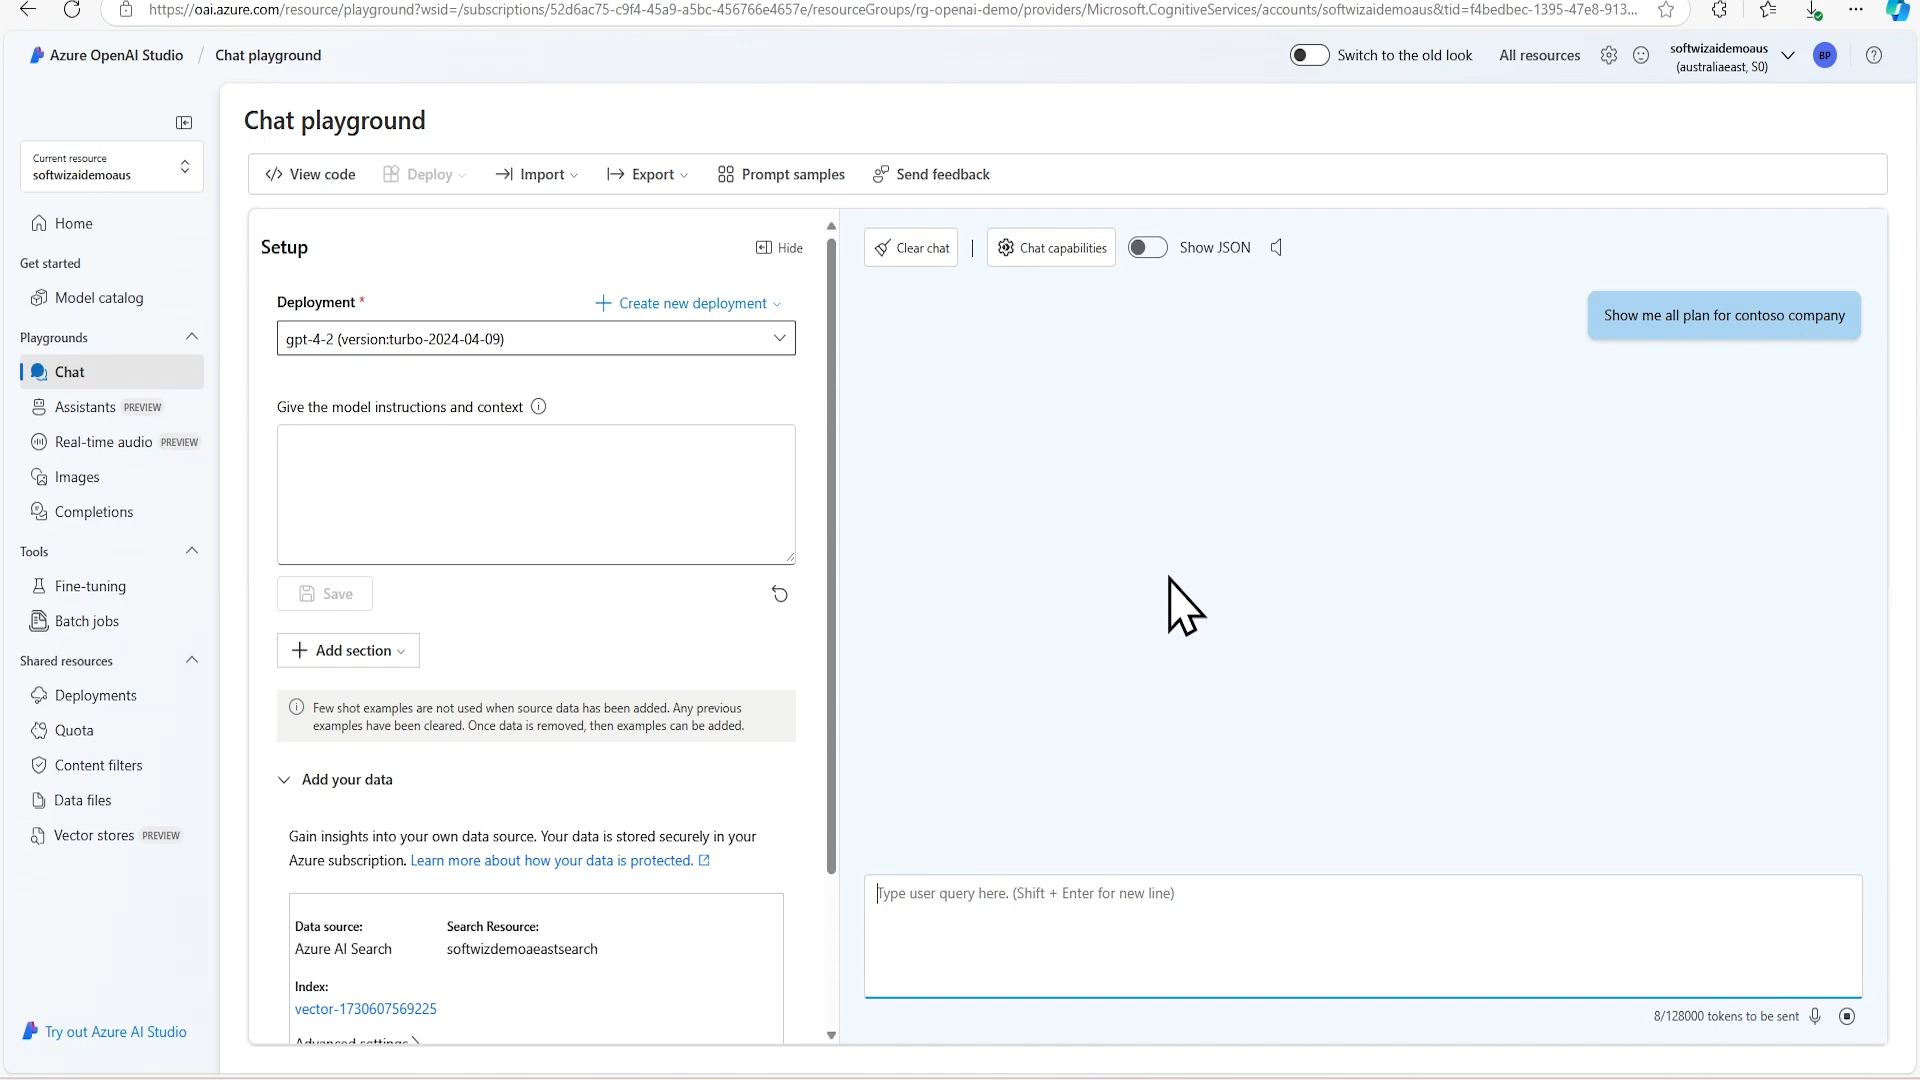 https://oai.azure.com/resource/playground?wsid=/subscriptions/52d6ac75-c9f4-45a9-a5bc-456766e4657e/resourceGroups/rg-openai-demo/providers/Microsoft.CognitiveServices/accounts/softwizaidemoaus&tid=f4bedbec-1395-47e8-913...
Azure OpenAI Studio / Chat playground
Switch to the old look
All resources
softwizaidemoaus
(australiaeast, S0)
BP
Current resource
softwizaidemoaus
Home
Get started
Model catalog
Playgrounds
Chat
Assistants PREVIEW
Real-time audio PREVIEW
Images
Completions
Tools
Fine-tuning
Batch jobs
Shared resources
Deployments
Quota
Content filters
Data files
Vector stores PREVIEW
Try out Azure AI Studio
Chat playground
View code
Deploy
Import
Export
Prompt samples
Send feedback
Setup
Hide
Deployment *
Create new deployment
gpt-4-2 (version:turbo-2024-04-09)
Give the model instructions and context
Save
Add section
Few shot examples are not used when source data has been added. Any previous
examples have been cleared. Once data is removed, then examples can be added.
Add your data
Gain insights into your own data source. Your data is stored securely in your
Azure subscription. Learn more about how your data is protected.
Data source:
Azure AI Search
Search Resource:
softwizdemoaeastsearch
Index:
vector-1730607569225
Advanced settings
Clear chat
Chat capabilities
Show JSON
Show me all plan for contoso company
Type user query here. (Shift + Enter for new line)
8/128000 tokens to be sent